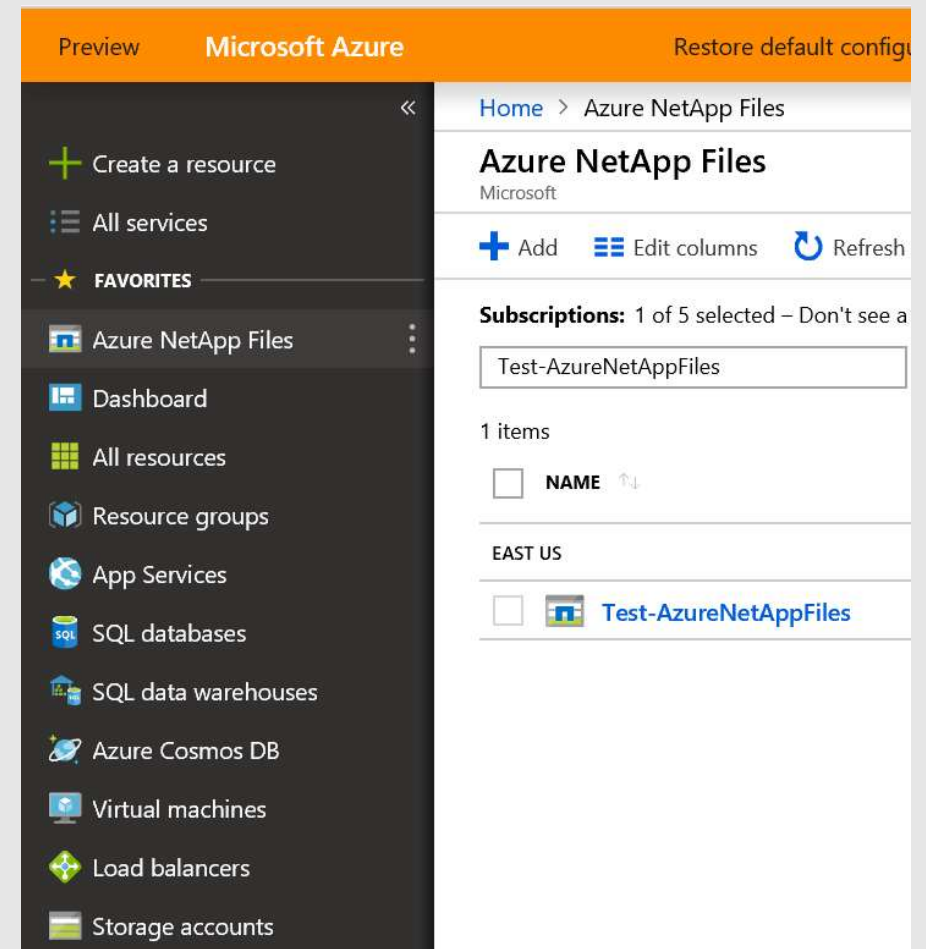 Preview Microsoft Azure Restore default configu
«
Create a resource
All services
FAVORITES
Azure NetApp Files
Dashboard
All resources
Resource groups
App Services
SQL databases
SQL data warehouses
Azure Cosmos DB
Virtual machines
Load balancers
Storage accounts
Home > Azure NetApp Files
Azure NetApp Files
Microsoft
Add Edit columns Refresh
Subscriptions: 1 of 5 selected – Don't see a
Test-AzureNetAppFiles
1 items
NAME
EAST US
Test-AzureNetAppFiles